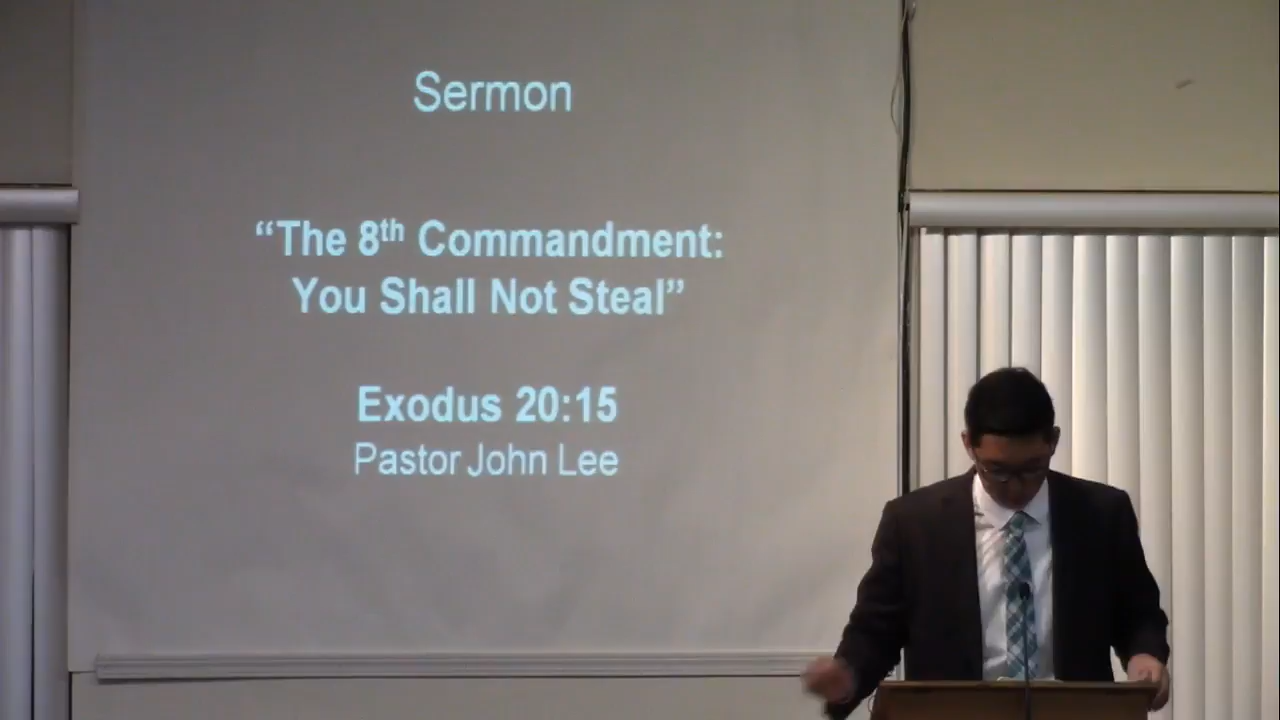 Sermon
“The 8th Commandment:
You Shall Not Steal”
Exodus 20:15
Pastor John Lee